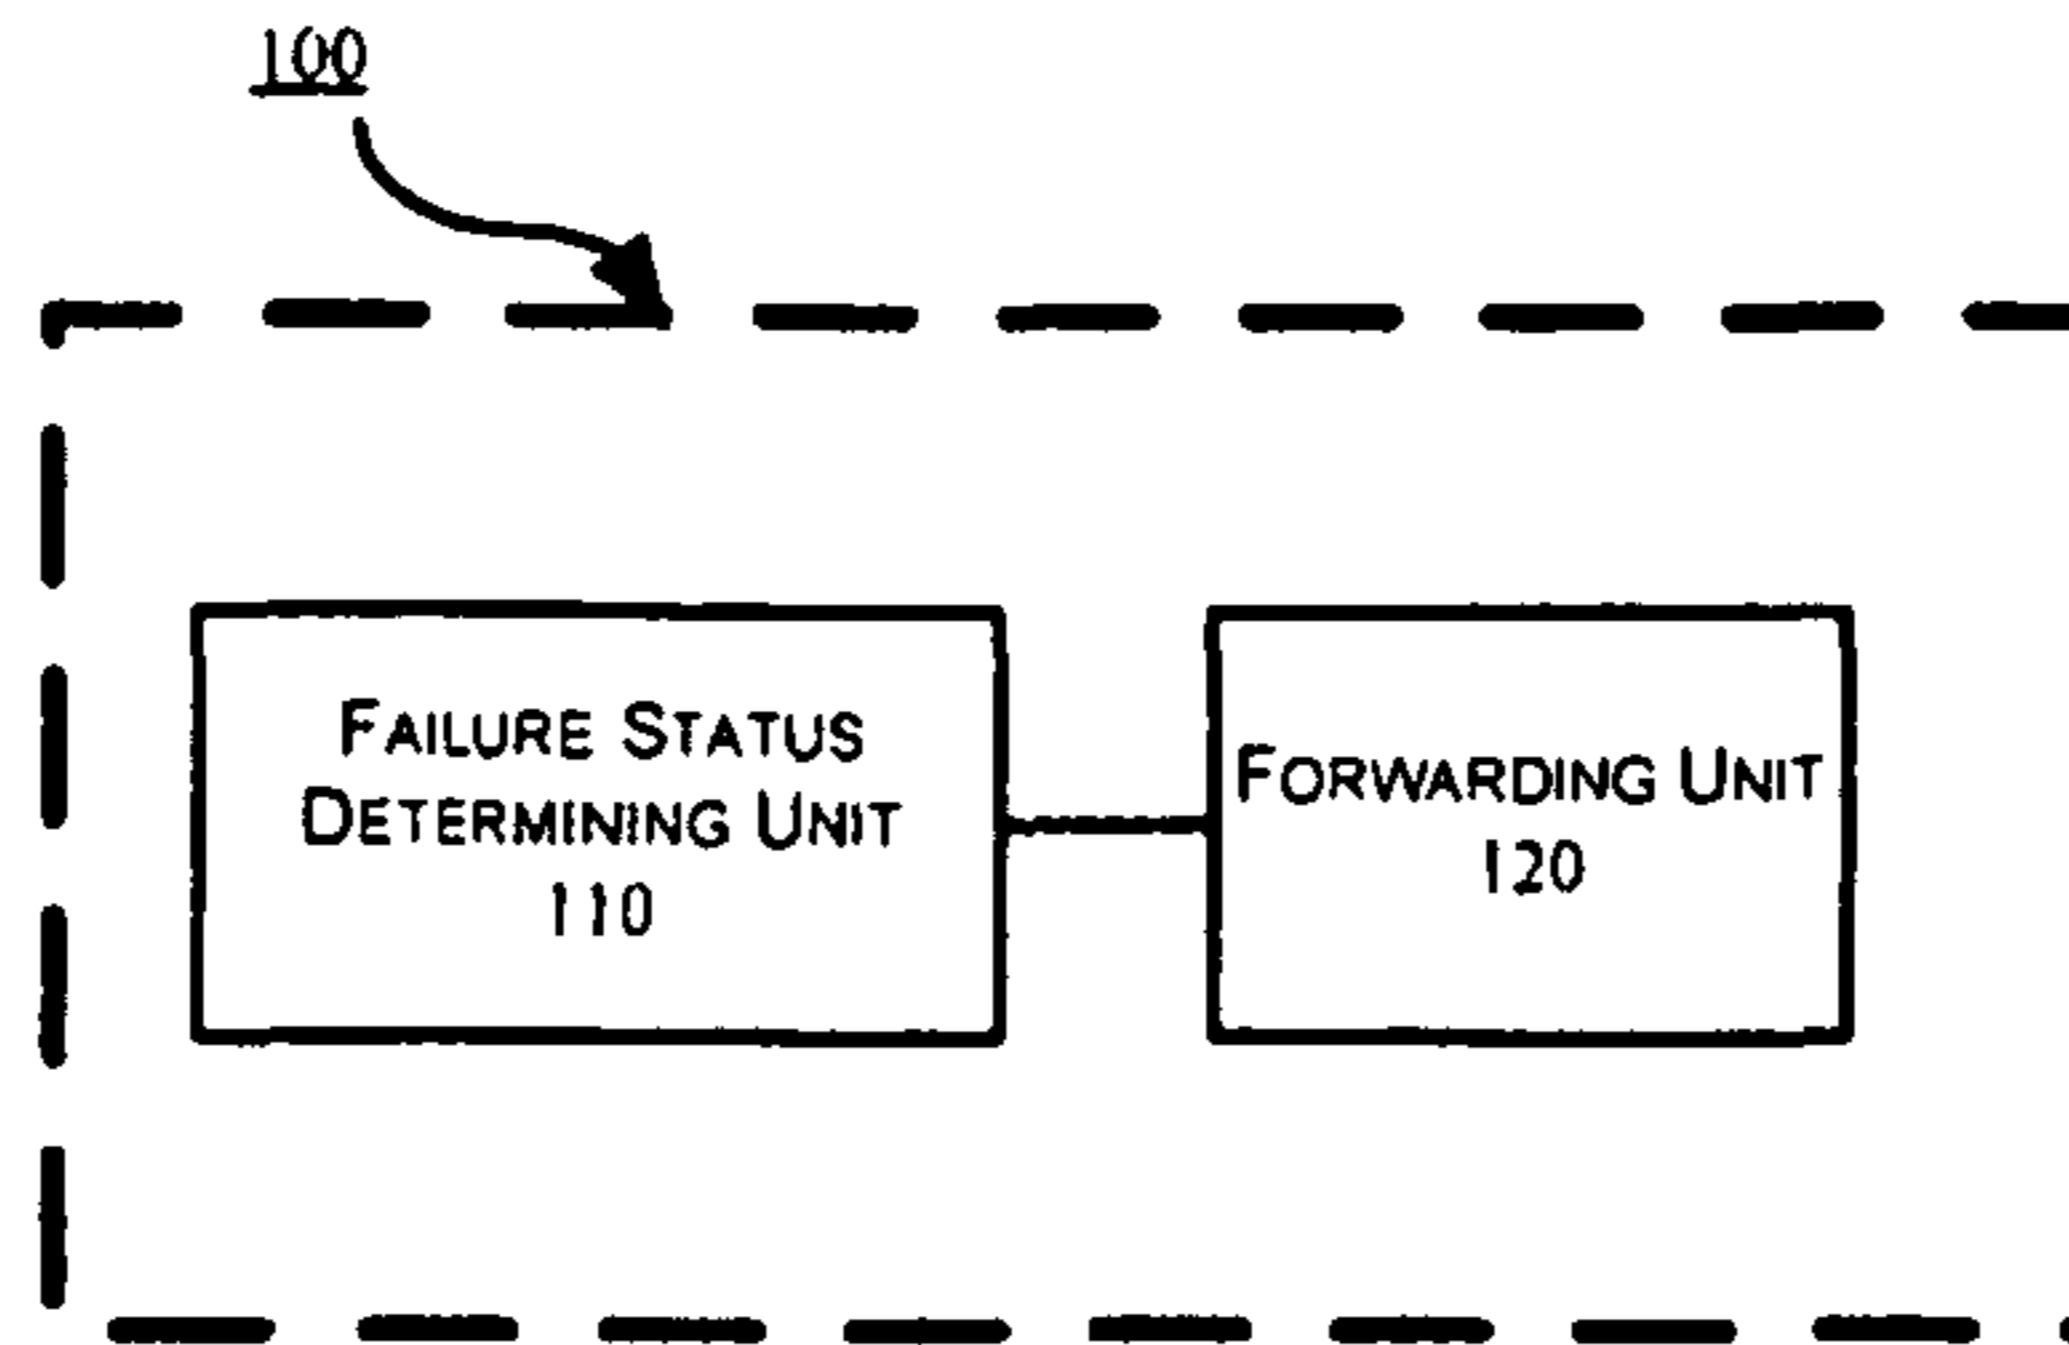 100
FAILURE STATUS
DETERMINING UNIT
110
FORWARDING UNIT
120